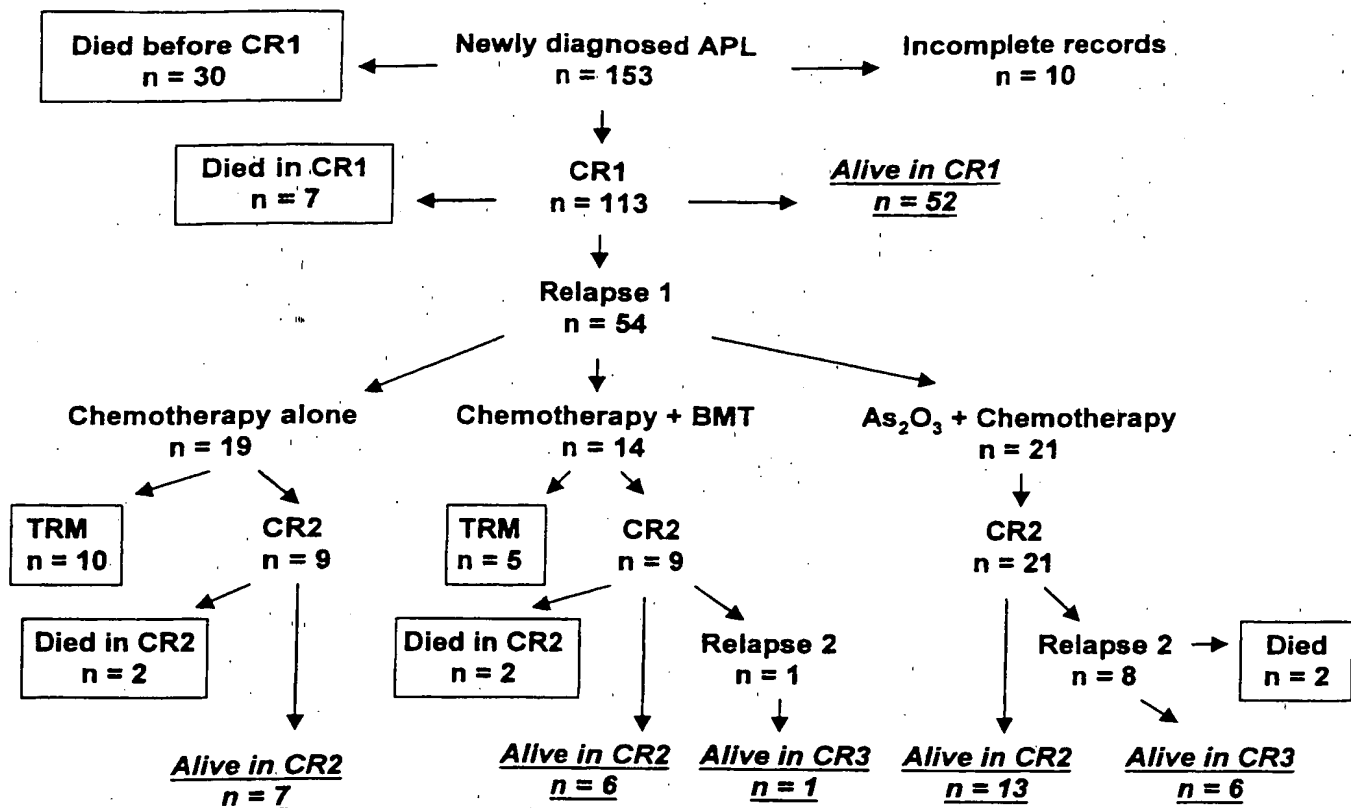 Died before CR1
n = 30
Newly diagnosed APL
n = 153
Incomplete records
n = 10
Died in CR1
n = 7
CR1
n = 113
Alive in CR1
n = 52
Relapse 1
n = 54
Chemotherapy alone
n = 19
Chemotherapy + BMT
n = 14
As₂O₃ + Chemotherapy
n = 21
TRM
n = 10
CR2
n = 9
TRM
n = 5
CR2
n = 9
CR2
n = 21
Died in CR2
n = 2
Died in CR2
n = 2
Relapse 2
n = 1
Relapse 2
n = 8
Died
n = 2
Alive in CR2
n = 7
Alive in CR2
n = 6
Alive in CR3
n = 1
Alive in CR2
n = 13
Alive in CR3
n = 6